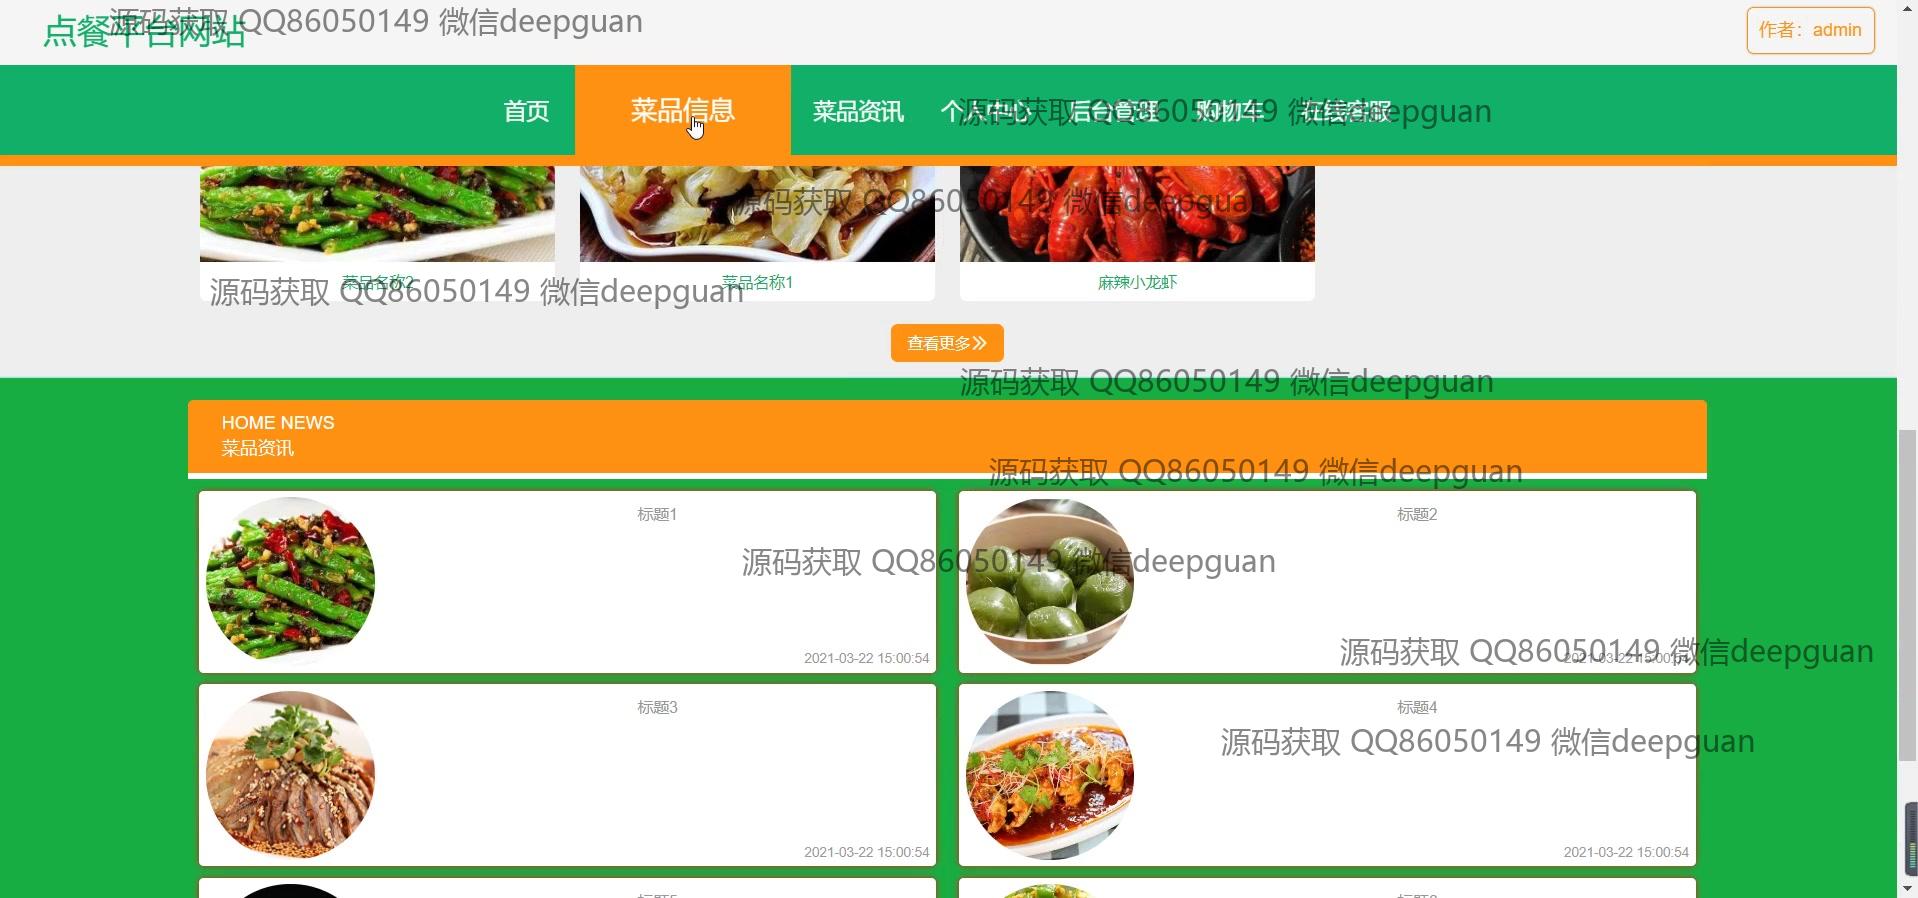 点餐平台网站
源码获取 QQ86050149 微信deepguan
作者：admin
首页
菜品信息
菜品资讯
个人中心
后台管理
购物车
在线客服
源码获取 QQ86050149 微信deepguan
源码获取 QQ86050149 微信deepguan
菜品名称2
菜品名称1
麻辣小龙虾
源码获取 QQ86050149 微信deepguan
查看更多
源码获取 QQ86050149 微信deepguan
HOME NEWS
菜品资讯
源码获取 QQ86050149 微信deepguan
标题1
标题2
源码获取 QQ86050149 微信deepguan
2021-03-22 15:00:54
2021-03-22 15:00:54
源码获取 QQ86050149 微信deepguan
标题3
标题4
源码获取 QQ86050149 微信deepguan
2021-03-22 15:00:54
2021-03-22 15:00:54